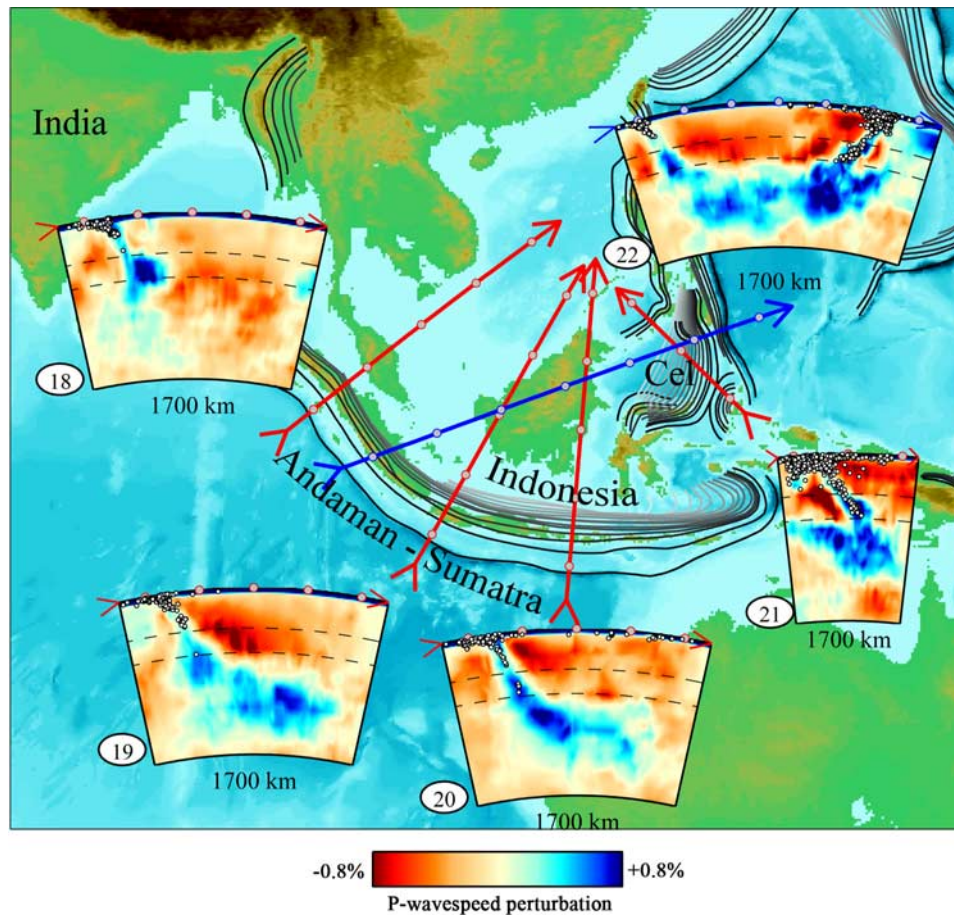 India
22
1700 km
18
1700 km
Cel
Indonesia
Andaman - Sumatra
21
1700 km
19
1700 km
20
1700 km
-0.8%
+0.8%
P-wavespeed perturbation